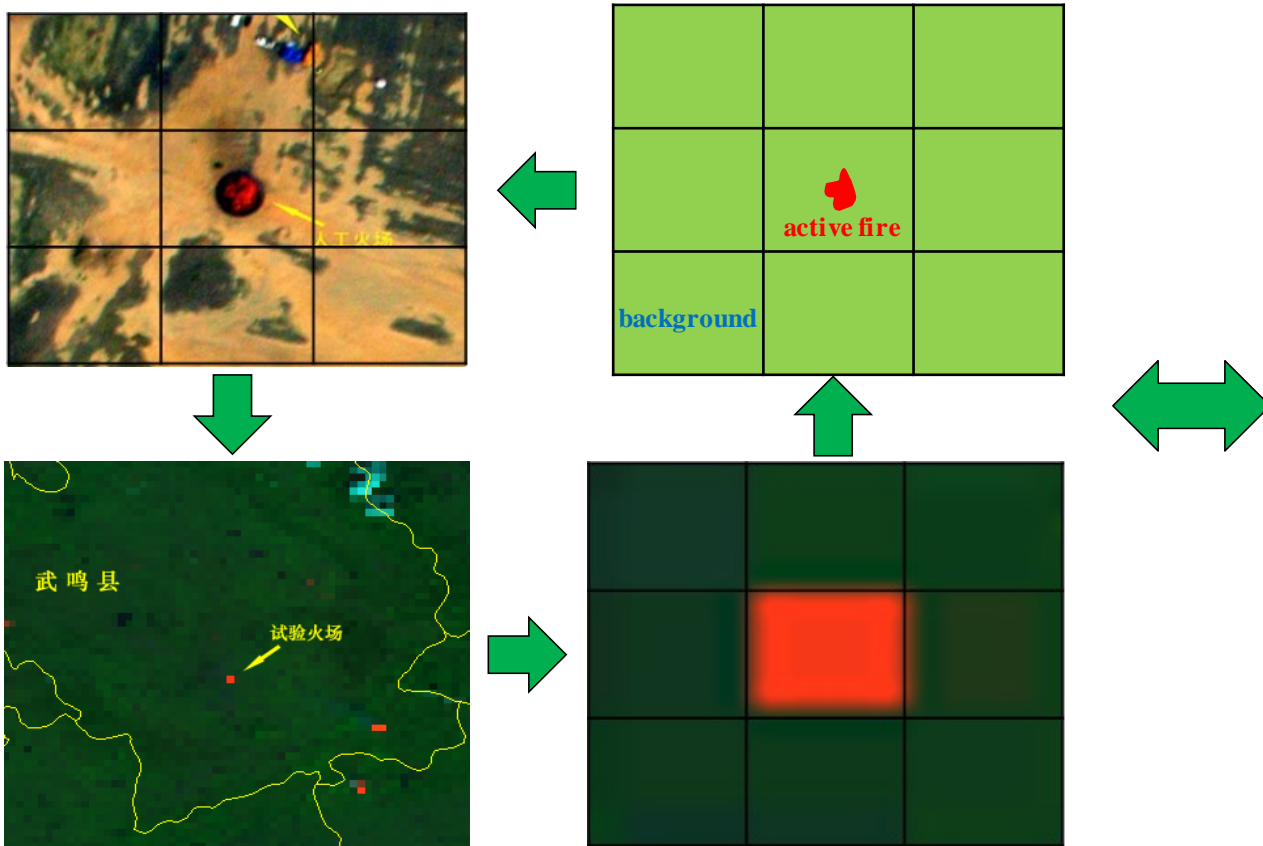 人工火场
active fire
background
武鸣县
试验火场